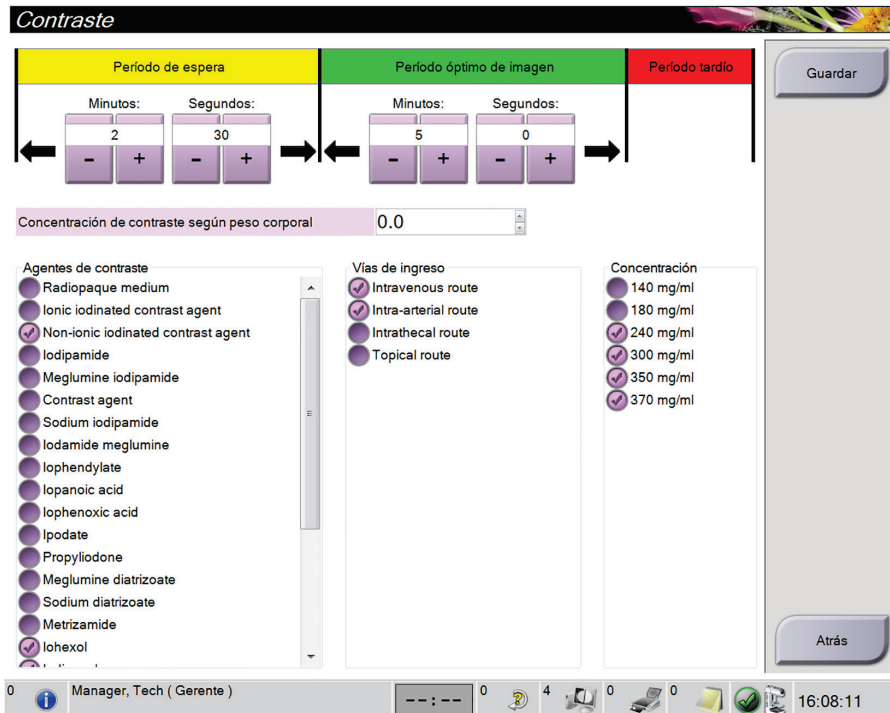 Contraste
Período de espera
Período óptimo de imagen
Período tardío
Guardar
Minutos:
Segundos:
Minutos:
Segundos:
2
30
5
0
- + - + - + - +
Concentración de contraste según peso corporal
0.0
Agentes de contraste
Radiopaque medium
Ionic iodinated contrast agent
Non-ionic iodinated contrast agent
Iodipamide
Meglumine iodipamide
Contrast agent
Sodium iodipamide
Iodamide meglumine
Iophendylate
Iopanoic acid
Iophenoxic acid
Ipodate
Propyliodone
Meglumine diatrizoate
Sodium diatrizoate
Metrizamide
Iohexol
Vías de ingreso
Intravenous route
Intra-arterial route
Intrathecal route
Topical route
Concentración
140 mg/ml
180 mg/ml
240 mg/ml
300 mg/ml
350 mg/ml
370 mg/ml
Atrás
0
Manager, Tech ( Gerente )
--:--
0
4
0
0
16:08:11